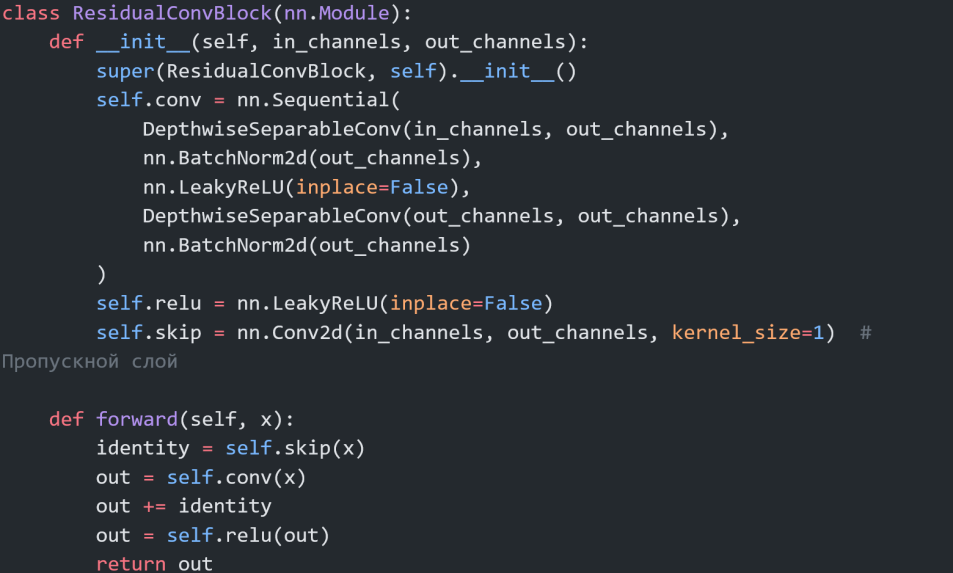 class ResidualConvBlock(nn.Module):
    def __init__(self, in_channels, out_channels):
        super(ResidualConvBlock, self).__init__()
        self.conv = nn.Sequential(
            DepthwiseSeparableConv(in_channels, out_channels),
            nn.BatchNorm2d(out_channels),
            nn.LeakyReLU(inplace=False),
            DepthwiseSeparableConv(out_channels, out_channels),
            nn.BatchNorm2d(out_channels)
        )
        self.relu = nn.LeakyReLU(inplace=False)
        self.skip = nn.Conv2d(in_channels, out_channels, kernel_size=1)  #
Пропускной слой

    def forward(self, x):
        identity = self.skip(x)
        out = self.conv(x)
        out += identity
        out = self.relu(out)
        return out